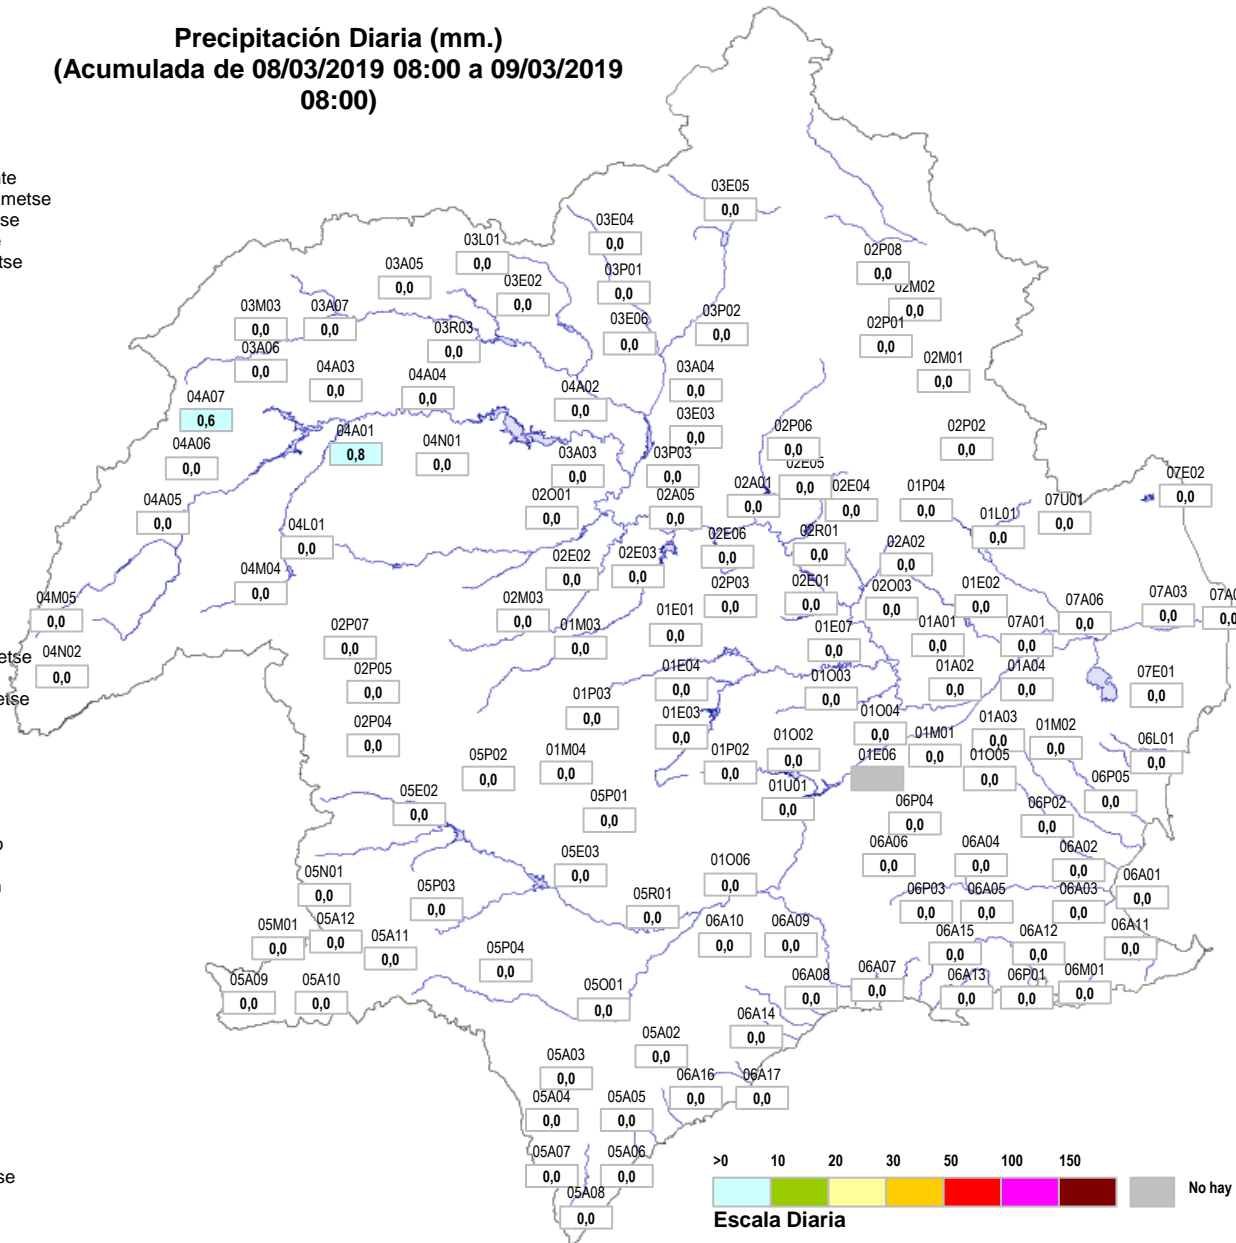 Precipitación Diaria (mm.)
(Acumulada de 08/03/2019 08:00 a 09/03/2019
08:00)
03E05
0,0
03E04
0,0
03L01
0,0
02P08
0,0
03A05
0,0
03P01
0,0
03E02
0,0
02M02
0,0
03M03
0,0
03A07
0,0
03E06
0,0
03P02
0,0
03R03
0,0
02P01
0,0
03A06
0,0
04A03
0,0
04A04
0,0
03A04
0,0
02M01
0,0
04A07
0,6
04A02
0,0
03E03
0,0
04A01
0,8
02P06
0,0
02P02
0,0
04A06
0,0
04N01
0,0
03A03
0,0
03P03
0,0
02E05
0,0
07E02
0,0
04A05
0,0
02O01
0,0
02A05
0,0
02A01
0,0
02E04
0,0
01P04
0,0
07U01
0,0
01L01
0,0
04L01
0,0
02E02
0,0
02E03
0,0
02E06
0,0
02R01
0,0
02A02
0,0
04M04
0,0
04M05
0,0
02M03
0,0
02P03
0,0
02E01
0,0
02O03
0,0
01E02
0,0
07A06
0,0
07A03
0,0
0,0
02P07
0,0
01M03
0,0
01E01
0,0
01E07
0,0
01A01
0,0
07A01
0,0
04N02
0,0
02P05
0,0
01E04
0,0
01O03
0,0
01A02
0,0
01A04
0,0
07E01
0,0
01P03
0,0
02P04
0,0
01E03
0,0
01O04
0,0
01A03
0,0
01M02
0,0
05P02
0,0
01M04
0,0
01P02
0,0
01O02
0,0
01E06
01M01
0,0
01O05
0,0
06L01
0,0
05E02
0,0
05P01
0,0
01U01
0,0
06P04
0,0
06P02
0,0
06P05
0,0
05E03
0,0
06A06
0,0
06A04
0,0
06A02
0,0
05N01
0,0
05P03
0,0
05R01
0,0
01O06
0,0
06P03
0,0
06A05
0,0
06A03
0,0
06A01
0,0
05M01
0,0
05A12
0,0
05A11
0,0
06A10
0,0
06A09
0,0
06A15
0,0
06A12
0,0
06A11
0,0
05P04
0,0
05A09
0,0
05A10
0,0
05O01
0,0
06A08
0,0
06A07
0,0
06A13
0,0
06P01
0,0
06M01
0,0
06A14
0,0
05A02
0,0
05A03
0,0
06A16
0,0
06A17
0,0
05A04
0,0
05A05
0,0
05A07
0,0
05A06
0,0
05A08
0,0
>0 10 20 30 50 100 150
No hay
Escala Diaria